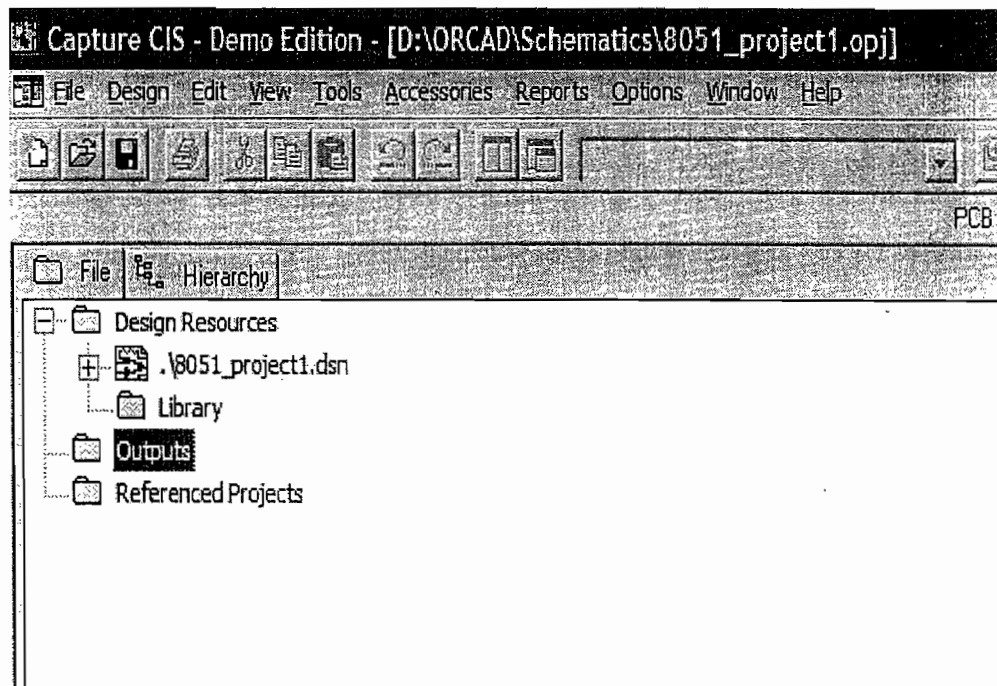 Capture CIS - Demo Edition - [D:\ORCAD\Schematics\8051_project1.opj]
File Design Edit View Tools Accessories Reports Options Window Help
PCB
File Hierarchy
Design Resources
.\8051_project1.dsn
Library
Outputs
Referenced Projects